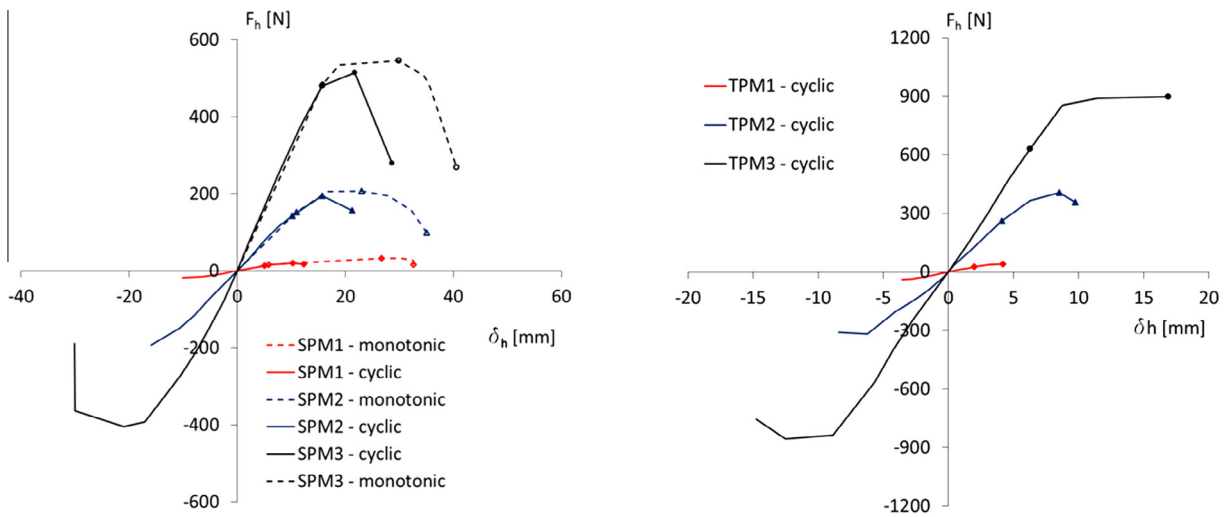 F_h [N]
600
400
200
0
-200
-400
-600
-40
-20
0
20
40
60
δ_h [mm]
SPM1 - monotonic
SPM1 - cyclic
SPM2 - monotonic
SPM2 - cyclic
SPM3 - cyclic
SPM3 - monotonic
F_h [N]
1200
900
600
300
0
-300
-600
-900
-1200
-20
-15
-10
-5
0
5
10
15
20
δh [mm]
TPM1 - cyclic
TPM2 - cyclic
TPM3 - cyclic